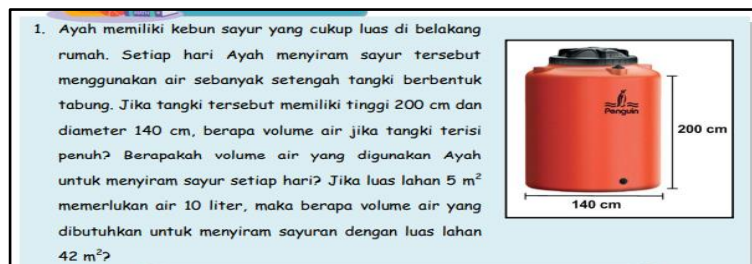 1. Ayah memiliki kebun sayur yang cukup luas di belakang
rumah. Setiap hari Ayah menyiram sayur tersebut
menggunakan air sebanyak setengah tangki berbentuk
tabung. Jika tangki tersebut memiliki tinggi 200 cm dan
diameter 140 cm, berapa volume air jika tangki terisi
penuh? Berapakah volume air yang digunakan Ayah
untuk menyiram sayur setiap hari? Jika luas lahan 5 m²
memerlukan air 10 liter, maka berapa volume air yang
dibutuhkan untuk menyiram sayuran dengan luas lahan
42 m²?
Penguin
200 cm
140 cm